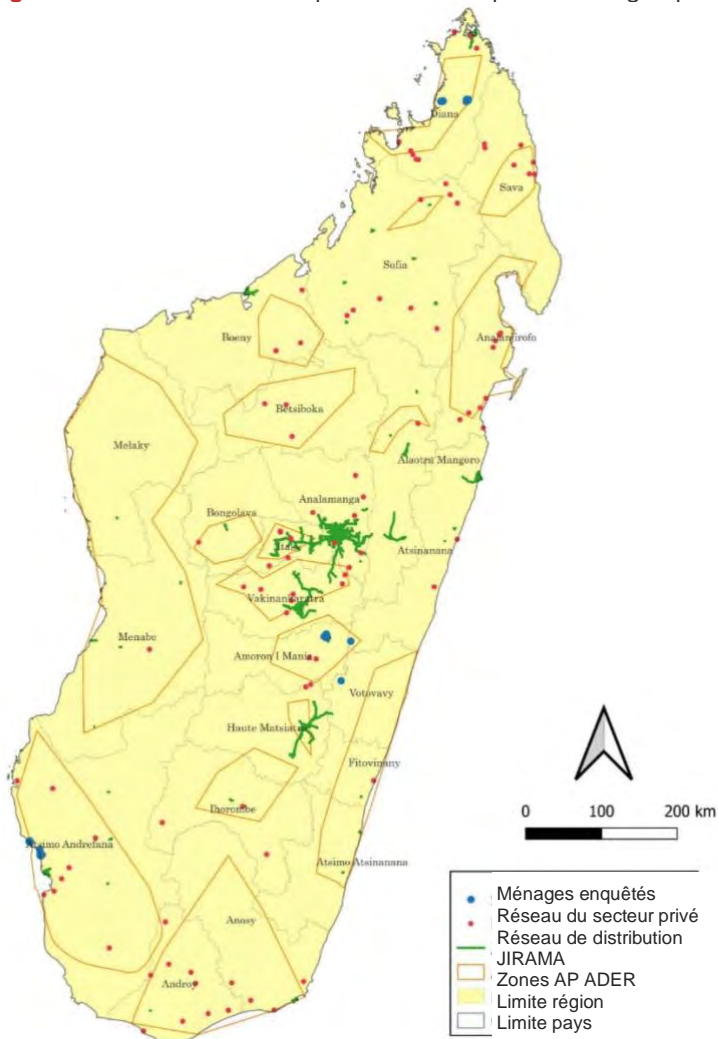 Diana
Sava
Sofia
Boeny
Analanjirofo
Betsiboka
Melaky
Alaotra Mangoro
Analamanga
Bongolava
Itasy
Atsinanana
Vakinankaratra
Menabe
Amoron I Mania
Votovavy
Haute Matsiatra
Fitovinany
Ihorombe
Atsimo Andrefana
Atsimo Atsinanana
Anosy
Androy
0 100 200 km
Ménages enquêtés
Réseau du secteur privé
Réseau de distribution
JIRAMA
Zones AP ADER
Limite région
Limite pays